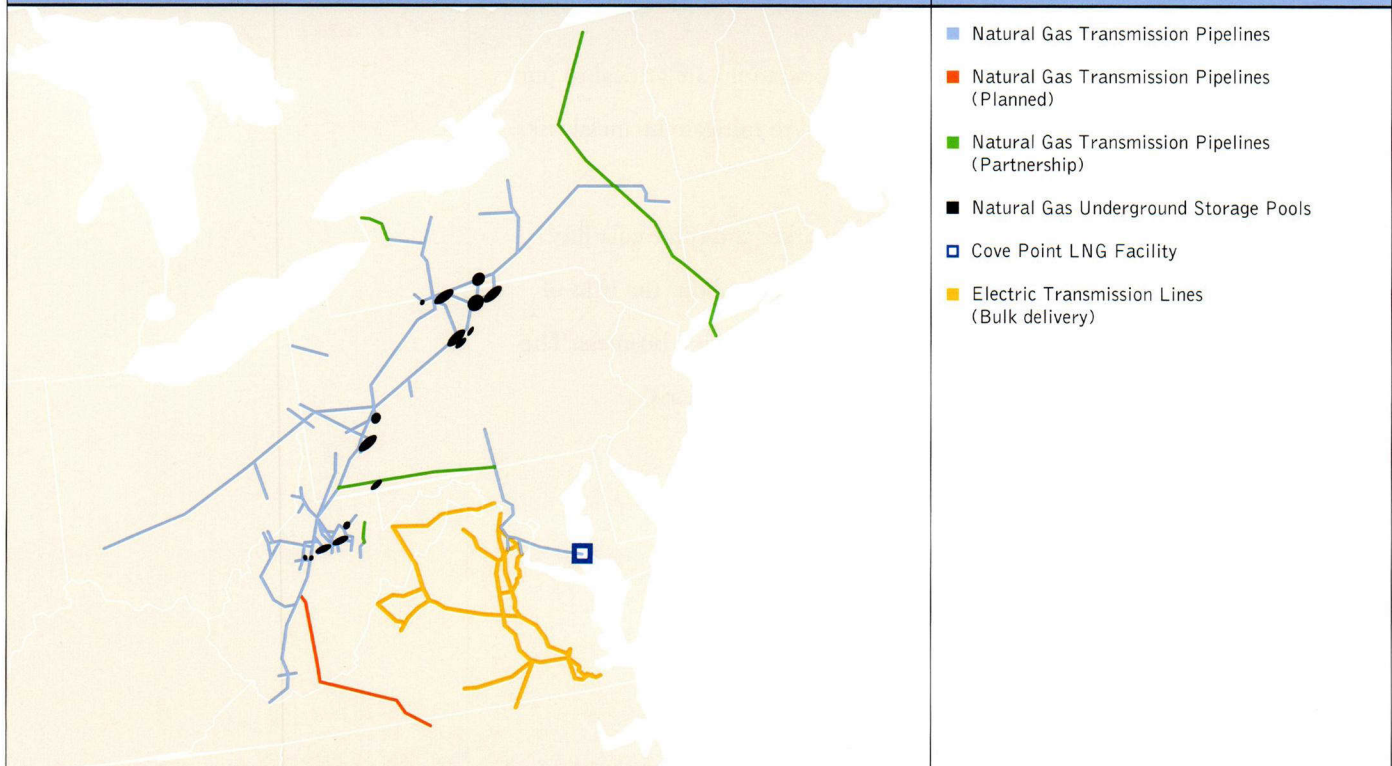 Natural Gas Transmission Pipelines
Natural Gas Transmission Pipelines
(Planned)
Natural Gas Transmission Pipelines
(Partnership)
Natural Gas Underground Storage Pools
Cove Point LNG Facility
Electric Transmission Lines
(Bulk delivery)